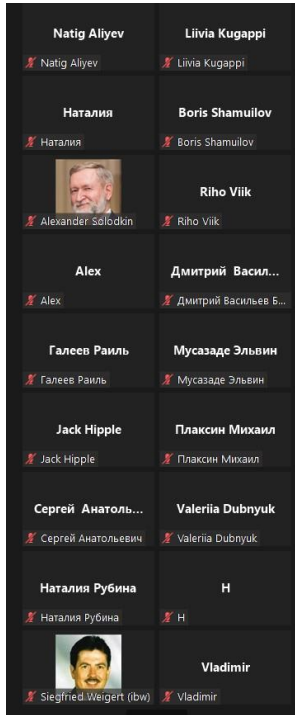 Natig Aliyev
Liivia Kugappi
Natig Aliyev
Liivia Kugappi
Наталия
Boris Shamuilov
Наталия
Boris Shamuilov
Riho Viik
Alexander Solodkin
Riho Viik
Alex
Дмитрий Васил...
Alex
Дмитрий Васильев Б...
Галеев Раиль
Мусазаде Эльвин
Галеев Раиль
Мусазаде Эльвин
Jack Hipple
Плаксин Михаил
Jack Hipple
Плаксин Михаил
Сергей Анатоль...
Valeriia Dubnyuk
Сергей Анатольевич
Valeriia Dubnyuk
Наталия Рубина
Н
Наталия Рубина
Н
Siegfried Weigert (ibw)
Vladimir
Vladimir